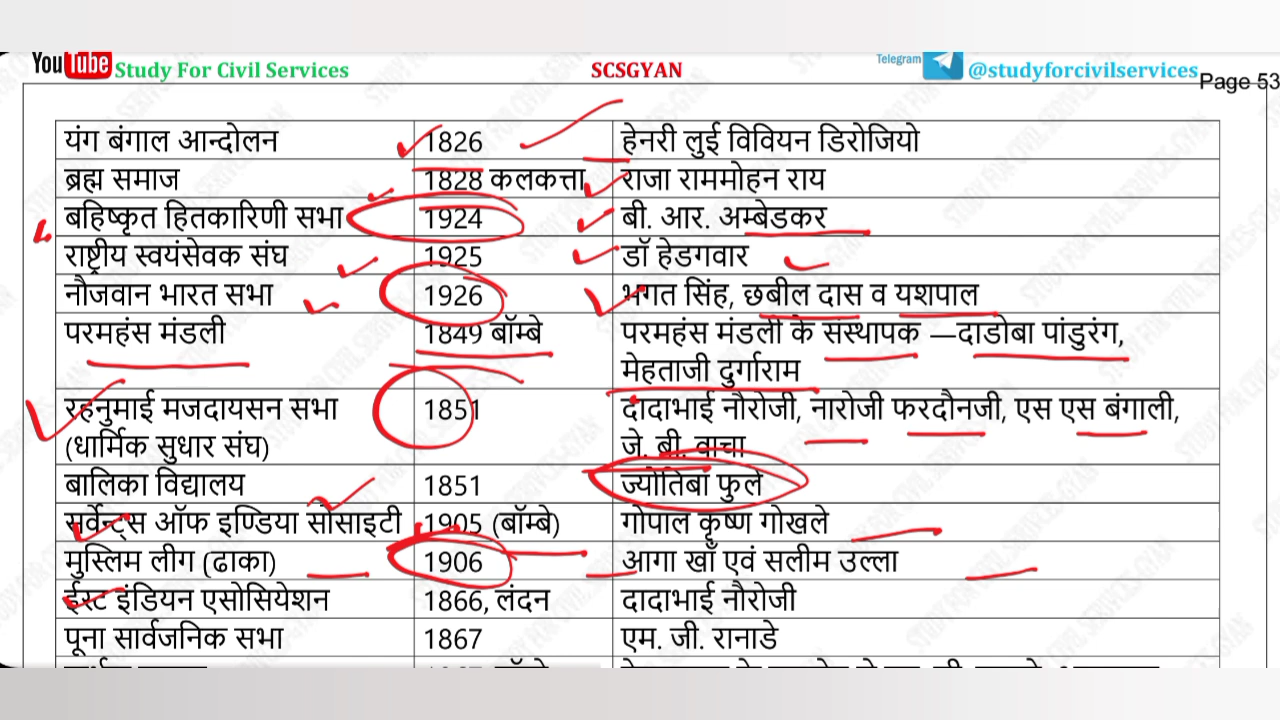 YouTube Study For Civil Services SCSGYAN Telegram @studyforcivilservices Page 53
यंग बंगाल आन्दोलन 1826 हेनरी लुई विवियन डिरोजियो
ब्रह्म समाज 1828 कलकत्ता राजा राममोहन राय
बहिष्कृत हितकारिणी सभा 1924 बी. आर. अम्बेडकर
राष्ट्रीय स्वयंसेवक संघ 1925 डॉ हेडगवार
नौजवान भारत सभा 1926 भगत सिंह, छबील दास व यशपाल
परमहंस मंडली 1849 बॉम्बे परमहंस मंडली के संस्थापक —दाडोबा पांडुरंग,
मेहताजी दुर्गाराम
रहनुमाई मजदायसन सभा 1851 दादाभाई नौरोजी, नारोजी फरदौनजी, एस एस बंगाली,
(धार्मिक सुधार संघ) जे. बी. वाचा
बालिका विद्यालय 1851 ज्योतिबा फुले
सर्वेन्ट्स ऑफ इण्डिया सोसाइटी 1905 (बॉम्बे) गोपाल कृष्ण गोखले
मुस्लिम लीग (ढाका) 1906 आगा खाँ एवं सलीम उल्ला
ईस्ट इंडियन एसोसियेशन 1866, लंदन दादाभाई नौरोजी
पूना सार्वजनिक सभा 1867 एम. जी. रानाडे